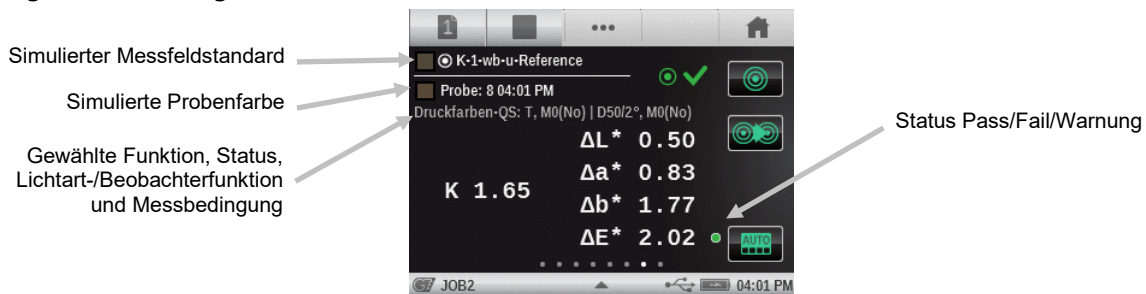 1
Simulierter Messfeldstandard
K-1-wb-u-Reference
Simulierte Probenfarbe
Probe: 8 04:01 PM
Druckfarben-QS: T, M0(No) | D50/2°, M0(No)
Status Pass/Fail/Warnung
Gewählte Funktion, Status,
Lichtart-/Beobachterfunktion
und Messbedingung
K 1.65
ΔL* 0.50
Δa* 0.83
Δb* 1.77
ΔE* 2.02
AUTO
G7 JOB2
04:01 PM